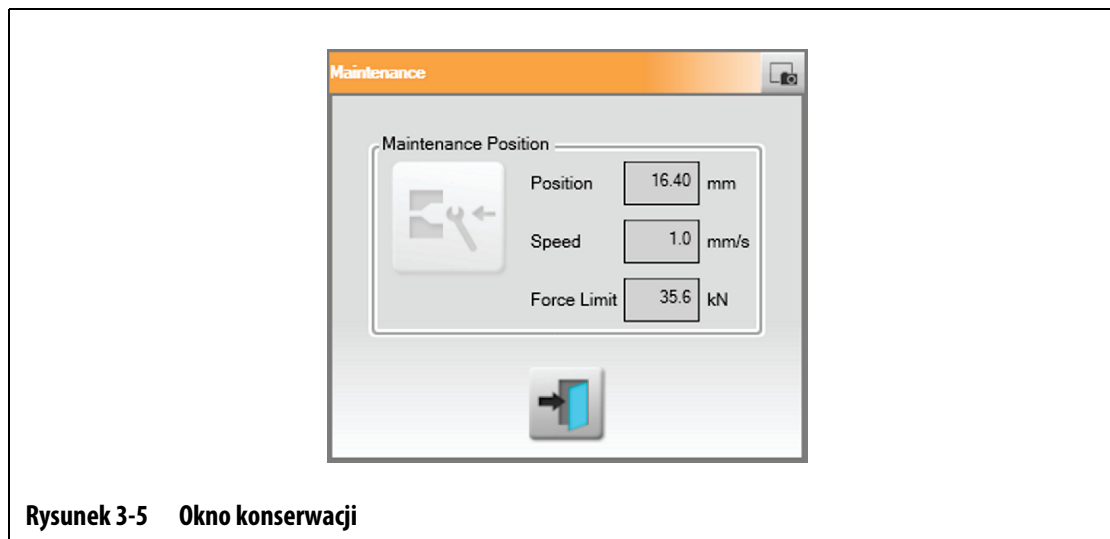 Maintenance
Maintenance Position
Position 16.40 mm
Speed 1.0 mm/s
Force Limit 35.6 kN
Rysunek 3-5 Okno konserwacji